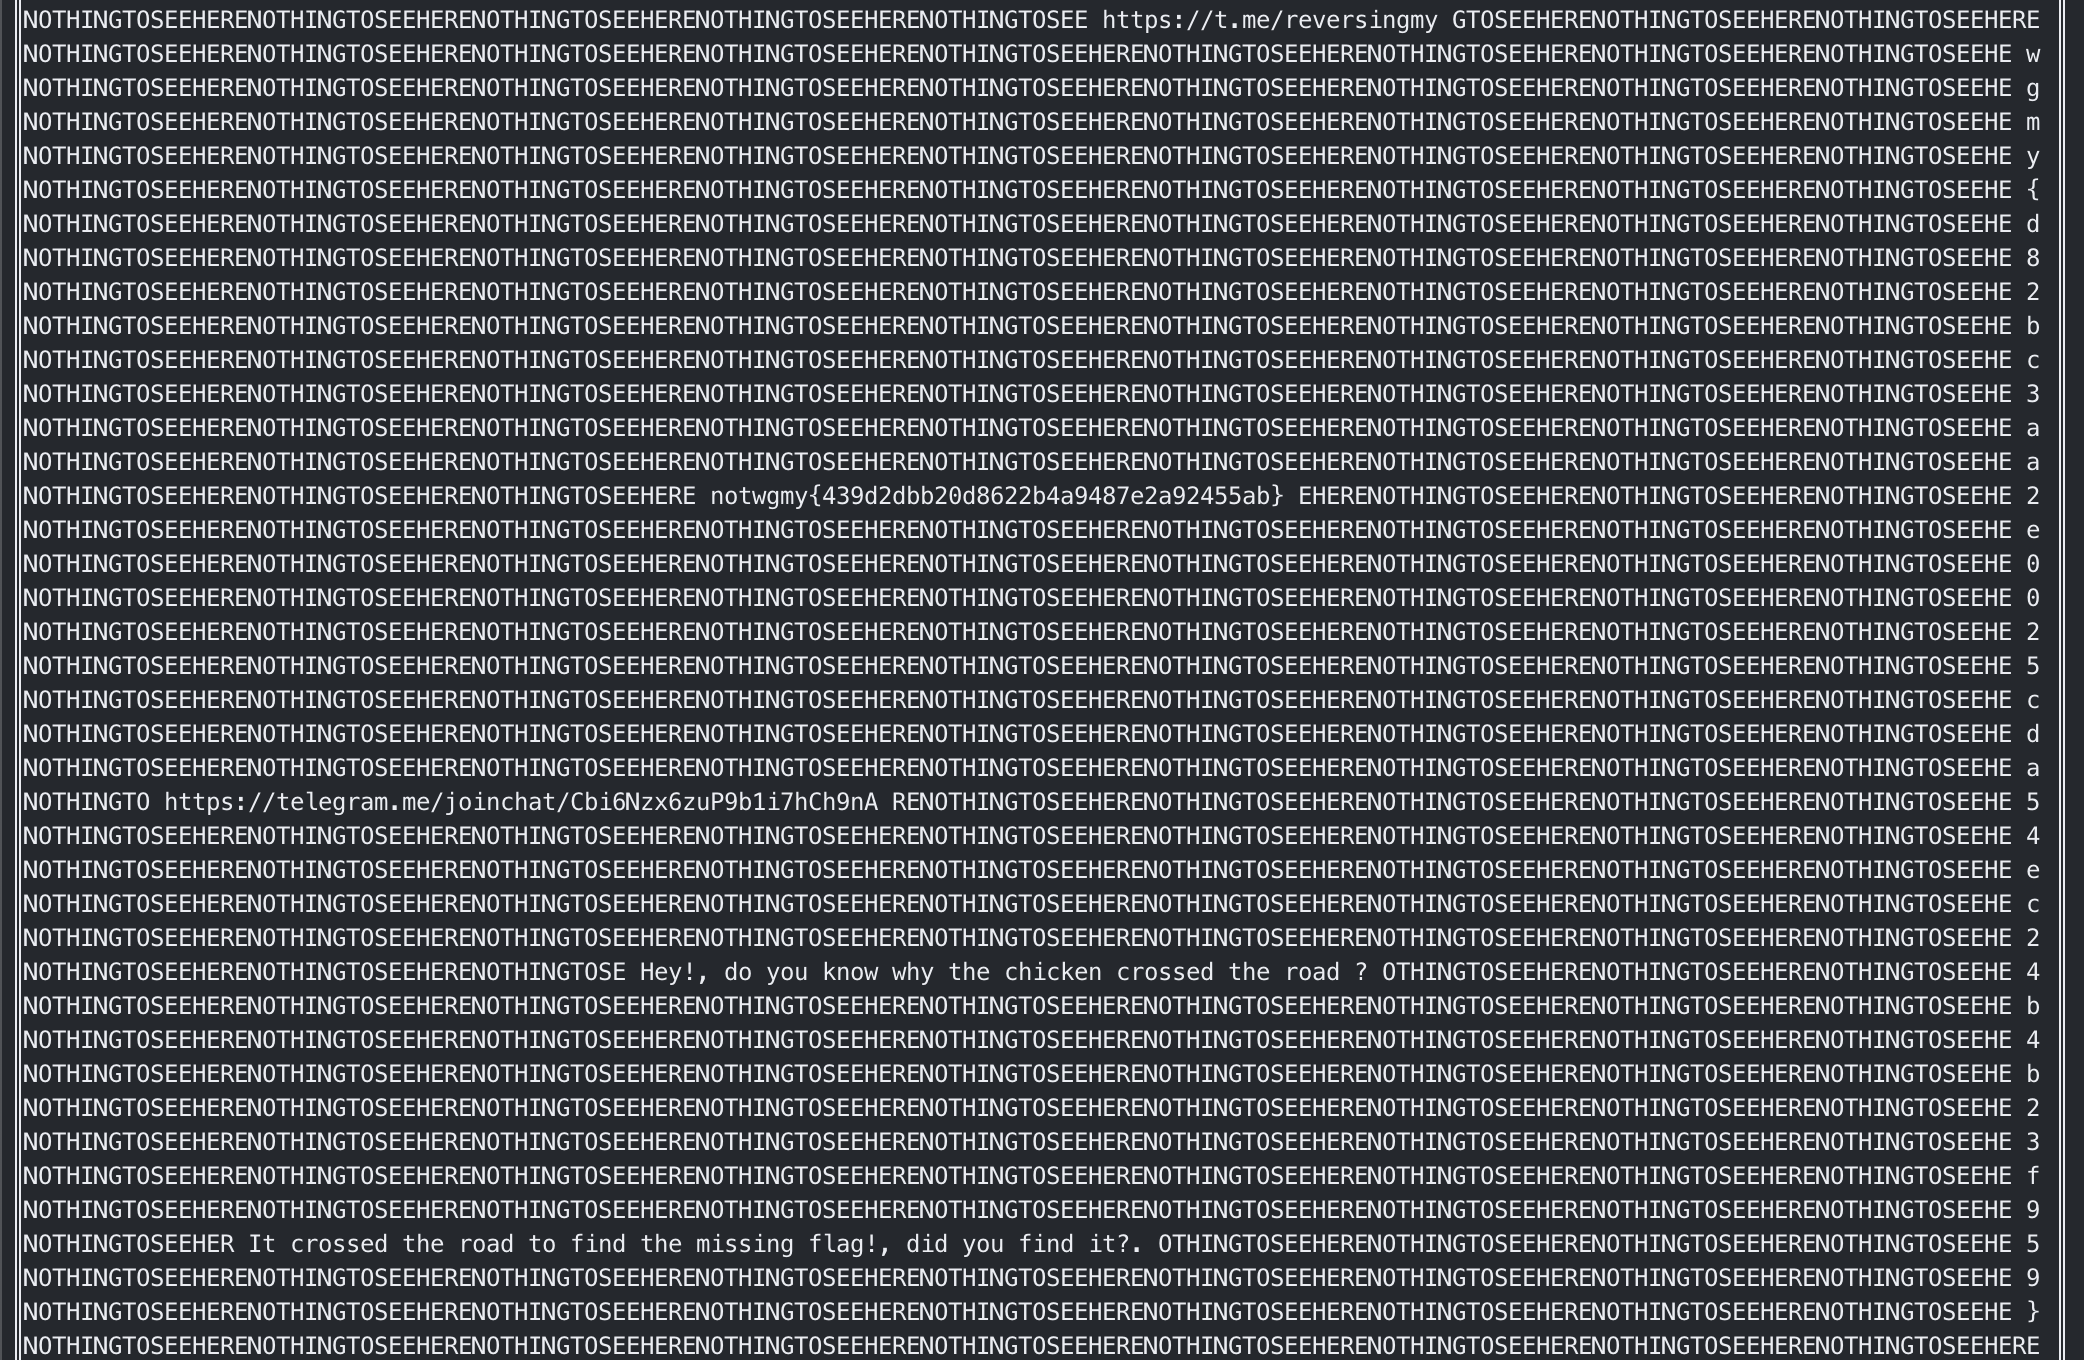 NOTHINGTOSEEHERENOTHINGTOSEEHERENOTHINGTOSEEHERENOTHINGTOSEEHERENOTHINGTOSEE https://t.me/reversingmy GTOSEEHERENOTHINGTOSEEHERENOTHINGTOSEEHERE
NOTHINGTOSEEHERENOTHINGTOSEEHERENOTHINGTOSEEHERENOTHINGTOSEEHERENOTHINGTOSEEHERENOTHINGTOSEEHERENOTHINGTOSEEHERENOTHINGTOSEEHERENOTHINGTOSEEHE w
NOTHINGTOSEEHERENOTHINGTOSEEHERENOTHINGTOSEEHERENOTHINGTOSEEHERENOTHINGTOSEEHERENOTHINGTOSEEHERENOTHINGTOSEEHERENOTHINGTOSEEHERENOTHINGTOSEEHE g
NOTHINGTOSEEHERENOTHINGTOSEEHERENOTHINGTOSEEHERENOTHINGTOSEEHERENOTHINGTOSEEHERENOTHINGTOSEEHERENOTHINGTOSEEHERENOTHINGTOSEEHERENOTHINGTOSEEHE m
NOTHINGTOSEEHERENOTHINGTOSEEHERENOTHINGTOSEEHERENOTHINGTOSEEHERENOTHINGTOSEEHERENOTHINGTOSEEHERENOTHINGTOSEEHERENOTHINGTOSEEHERENOTHINGTOSEEHE y
NOTHINGTOSEEHERENOTHINGTOSEEHERENOTHINGTOSEEHERENOTHINGTOSEEHERENOTHINGTOSEEHERENOTHINGTOSEEHERENOTHINGTOSEEHERENOTHINGTOSEEHERENOTHINGTOSEEHE {
NOTHINGTOSEEHERENOTHINGTOSEEHERENOTHINGTOSEEHERENOTHINGTOSEEHERENOTHINGTOSEEHERENOTHINGTOSEEHERENOTHINGTOSEEHERENOTHINGTOSEEHERENOTHINGTOSEEHE d
NOTHINGTOSEEHERENOTHINGTOSEEHERENOTHINGTOSEEHERENOTHINGTOSEEHERENOTHINGTOSEEHERENOTHINGTOSEEHERENOTHINGTOSEEHERENOTHINGTOSEEHERENOTHINGTOSEEHE 8
NOTHINGTOSEEHERENOTHINGTOSEEHERENOTHINGTOSEEHERENOTHINGTOSEEHERENOTHINGTOSEEHERENOTHINGTOSEEHERENOTHINGTOSEEHERENOTHINGTOSEEHERENOTHINGTOSEEHE 2
NOTHINGTOSEEHERENOTHINGTOSEEHERENOTHINGTOSEEHERENOTHINGTOSEEHERENOTHINGTOSEEHERENOTHINGTOSEEHERENOTHINGTOSEEHERENOTHINGTOSEEHERENOTHINGTOSEEHE b
NOTHINGTOSEEHERENOTHINGTOSEEHERENOTHINGTOSEEHERENOTHINGTOSEEHERENOTHINGTOSEEHERENOTHINGTOSEEHERENOTHINGTOSEEHERENOTHINGTOSEEHERENOTHINGTOSEEHE c
NOTHINGTOSEEHERENOTHINGTOSEEHERENOTHINGTOSEEHERENOTHINGTOSEEHERENOTHINGTOSEEHERENOTHINGTOSEEHERENOTHINGTOSEEHERENOTHINGTOSEEHERENOTHINGTOSEEHE 3
NOTHINGTOSEEHERENOTHINGTOSEEHERENOTHINGTOSEEHERENOTHINGTOSEEHERENOTHINGTOSEEHERENOTHINGTOSEEHERENOTHINGTOSEEHERENOTHINGTOSEEHERENOTHINGTOSEEHE a
NOTHINGTOSEEHERENOTHINGTOSEEHERENOTHINGTOSEEHERENOTHINGTOSEEHERENOTHINGTOSEEHERENOTHINGTOSEEHERENOTHINGTOSEEHERENOTHINGTOSEEHERENOTHINGTOSEEHE a
NOTHINGTOSEEHERENOTHINGTOSEEHERENOTHINGTOSEEHERE notwgmy{439d2dbb20d8622b4a9487e2a92455ab} EHERENOTHINGTOSEEHERENOTHINGTOSEEHERENOTHINGTOSEEHE 2
NOTHINGTOSEEHERENOTHINGTOSEEHERENOTHINGTOSEEHERENOTHINGTOSEEHERENOTHINGTOSEEHERENOTHINGTOSEEHERENOTHINGTOSEEHERENOTHINGTOSEEHERENOTHINGTOSEEHE e
NOTHINGTOSEEHERENOTHINGTOSEEHERENOTHINGTOSEEHERENOTHINGTOSEEHERENOTHINGTOSEEHERENOTHINGTOSEEHERENOTHINGTOSEEHERENOTHINGTOSEEHERENOTHINGTOSEEHE 0
NOTHINGTOSEEHERENOTHINGTOSEEHERENOTHINGTOSEEHERENOTHINGTOSEEHERENOTHINGTOSEEHERENOTHINGTOSEEHERENOTHINGTOSEEHERENOTHINGTOSEEHERENOTHINGTOSEEHE 0
NOTHINGTOSEEHERENOTHINGTOSEEHERENOTHINGTOSEEHERENOTHINGTOSEEHERENOTHINGTOSEEHERENOTHINGTOSEEHERENOTHINGTOSEEHERENOTHINGTOSEEHERENOTHINGTOSEEHE 2
NOTHINGTOSEEHERENOTHINGTOSEEHERENOTHINGTOSEEHERENOTHINGTOSEEHERENOTHINGTOSEEHERENOTHINGTOSEEHERENOTHINGTOSEEHERENOTHINGTOSEEHERENOTHINGTOSEEHE 5
NOTHINGTOSEEHERENOTHINGTOSEEHERENOTHINGTOSEEHERENOTHINGTOSEEHERENOTHINGTOSEEHERENOTHINGTOSEEHERENOTHINGTOSEEHERENOTHINGTOSEEHERENOTHINGTOSEEHE c
NOTHINGTOSEEHERENOTHINGTOSEEHERENOTHINGTOSEEHERENOTHINGTOSEEHERENOTHINGTOSEEHERENOTHINGTOSEEHERENOTHINGTOSEEHERENOTHINGTOSEEHERENOTHINGTOSEEHE d
NOTHINGTOSEEHERENOTHINGTOSEEHERENOTHINGTOSEEHERENOTHINGTOSEEHERENOTHINGTOSEEHERENOTHINGTOSEEHERENOTHINGTOSEEHERENOTHINGTOSEEHERENOTHINGTOSEEHE a
NOTHINGTO https://telegram.me/joinchat/Cbi6Nzx6zuP9b1i7hCh9nA RENOTHINGTOSEEHERENOTHINGTOSEEHERENOTHINGTOSEEHERENOTHINGTOSEEHERENOTHINGTOSEEHE 5
NOTHINGTOSEEHERENOTHINGTOSEEHERENOTHINGTOSEEHERENOTHINGTOSEEHERENOTHINGTOSEEHERENOTHINGTOSEEHERENOTHINGTOSEEHERENOTHINGTOSEEHERENOTHINGTOSEEHE 4
NOTHINGTOSEEHERENOTHINGTOSEEHERENOTHINGTOSEEHERENOTHINGTOSEEHERENOTHINGTOSEEHERENOTHINGTOSEEHERENOTHINGTOSEEHERENOTHINGTOSEEHERENOTHINGTOSEEHE e
NOTHINGTOSEEHERENOTHINGTOSEEHERENOTHINGTOSEEHERENOTHINGTOSEEHERENOTHINGTOSEEHERENOTHINGTOSEEHERENOTHINGTOSEEHERENOTHINGTOSEEHERENOTHINGTOSEEHE c
NOTHINGTOSEEHERENOTHINGTOSEEHERENOTHINGTOSEEHERENOTHINGTOSEEHERENOTHINGTOSEEHERENOTHINGTOSEEHERENOTHINGTOSEEHERENOTHINGTOSEEHERENOTHINGTOSEEHE 2
NOTHINGTOSEEHERENOTHINGTOSEEHERENOTHINGTOSE Hey!, do you know why the chicken crossed the road ? OTHINGTOSEEHERENOTHINGTOSEEHERENOTHINGTOSEEHE 4
NOTHINGTOSEEHERENOTHINGTOSEEHERENOTHINGTOSEEHERENOTHINGTOSEEHERENOTHINGTOSEEHERENOTHINGTOSEEHERENOTHINGTOSEEHERENOTHINGTOSEEHERENOTHINGTOSEEHE b
NOTHINGTOSEEHERENOTHINGTOSEEHERENOTHINGTOSEEHERENOTHINGTOSEEHERENOTHINGTOSEEHERENOTHINGTOSEEHERENOTHINGTOSEEHERENOTHINGTOSEEHERENOTHINGTOSEEHE 4
NOTHINGTOSEEHERENOTHINGTOSEEHERENOTHINGTOSEEHERENOTHINGTOSEEHERENOTHINGTOSEEHERENOTHINGTOSEEHERENOTHINGTOSEEHERENOTHINGTOSEEHERENOTHINGTOSEEHE b
NOTHINGTOSEEHERENOTHINGTOSEEHERENOTHINGTOSEEHERENOTHINGTOSEEHERENOTHINGTOSEEHERENOTHINGTOSEEHERENOTHINGTOSEEHERENOTHINGTOSEEHERENOTHINGTOSEEHE 2
NOTHINGTOSEEHERENOTHINGTOSEEHERENOTHINGTOSEEHERENOTHINGTOSEEHERENOTHINGTOSEEHERENOTHINGTOSEEHERENOTHINGTOSEEHERENOTHINGTOSEEHERENOTHINGTOSEEHE 3
NOTHINGTOSEEHERENOTHINGTOSEEHERENOTHINGTOSEEHERENOTHINGTOSEEHERENOTHINGTOSEEHERENOTHINGTOSEEHERENOTHINGTOSEEHERENOTHINGTOSEEHERENOTHINGTOSEEHE f
NOTHINGTOSEEHERENOTHINGTOSEEHERENOTHINGTOSEEHERENOTHINGTOSEEHERENOTHINGTOSEEHERENOTHINGTOSEEHERENOTHINGTOSEEHERENOTHINGTOSEEHERENOTHINGTOSEEHE 9
NOTHINGTOSEEHER It crossed the road to find the missing flag!, did you find it?. OTHINGTOSEEHERENOTHINGTOSEEHERENOTHINGTOSEEHERENOTHINGTOSEEHE 5
NOTHINGTOSEEHERENOTHINGTOSEEHERENOTHINGTOSEEHERENOTHINGTOSEEHERENOTHINGTOSEEHERENOTHINGTOSEEHERENOTHINGTOSEEHERENOTHINGTOSEEHERENOTHINGTOSEEHE 9
NOTHINGTOSEEHERENOTHINGTOSEEHERENOTHINGTOSEEHERENOTHINGTOSEEHERENOTHINGTOSEEHERENOTHINGTOSEEHERENOTHINGTOSEEHERENOTHINGTOSEEHERENOTHINGTOSEEHE }
NOTHINGTOSEEHERENOTHINGTOSEEHERENOTHINGTOSEEHERENOTHINGTOSEEHERENOTHINGTOSEEHERENOTHINGTOSEEHERENOTHINGTOSEEHERENOTHINGTOSEEHERENOTHINGTOSEEHERE